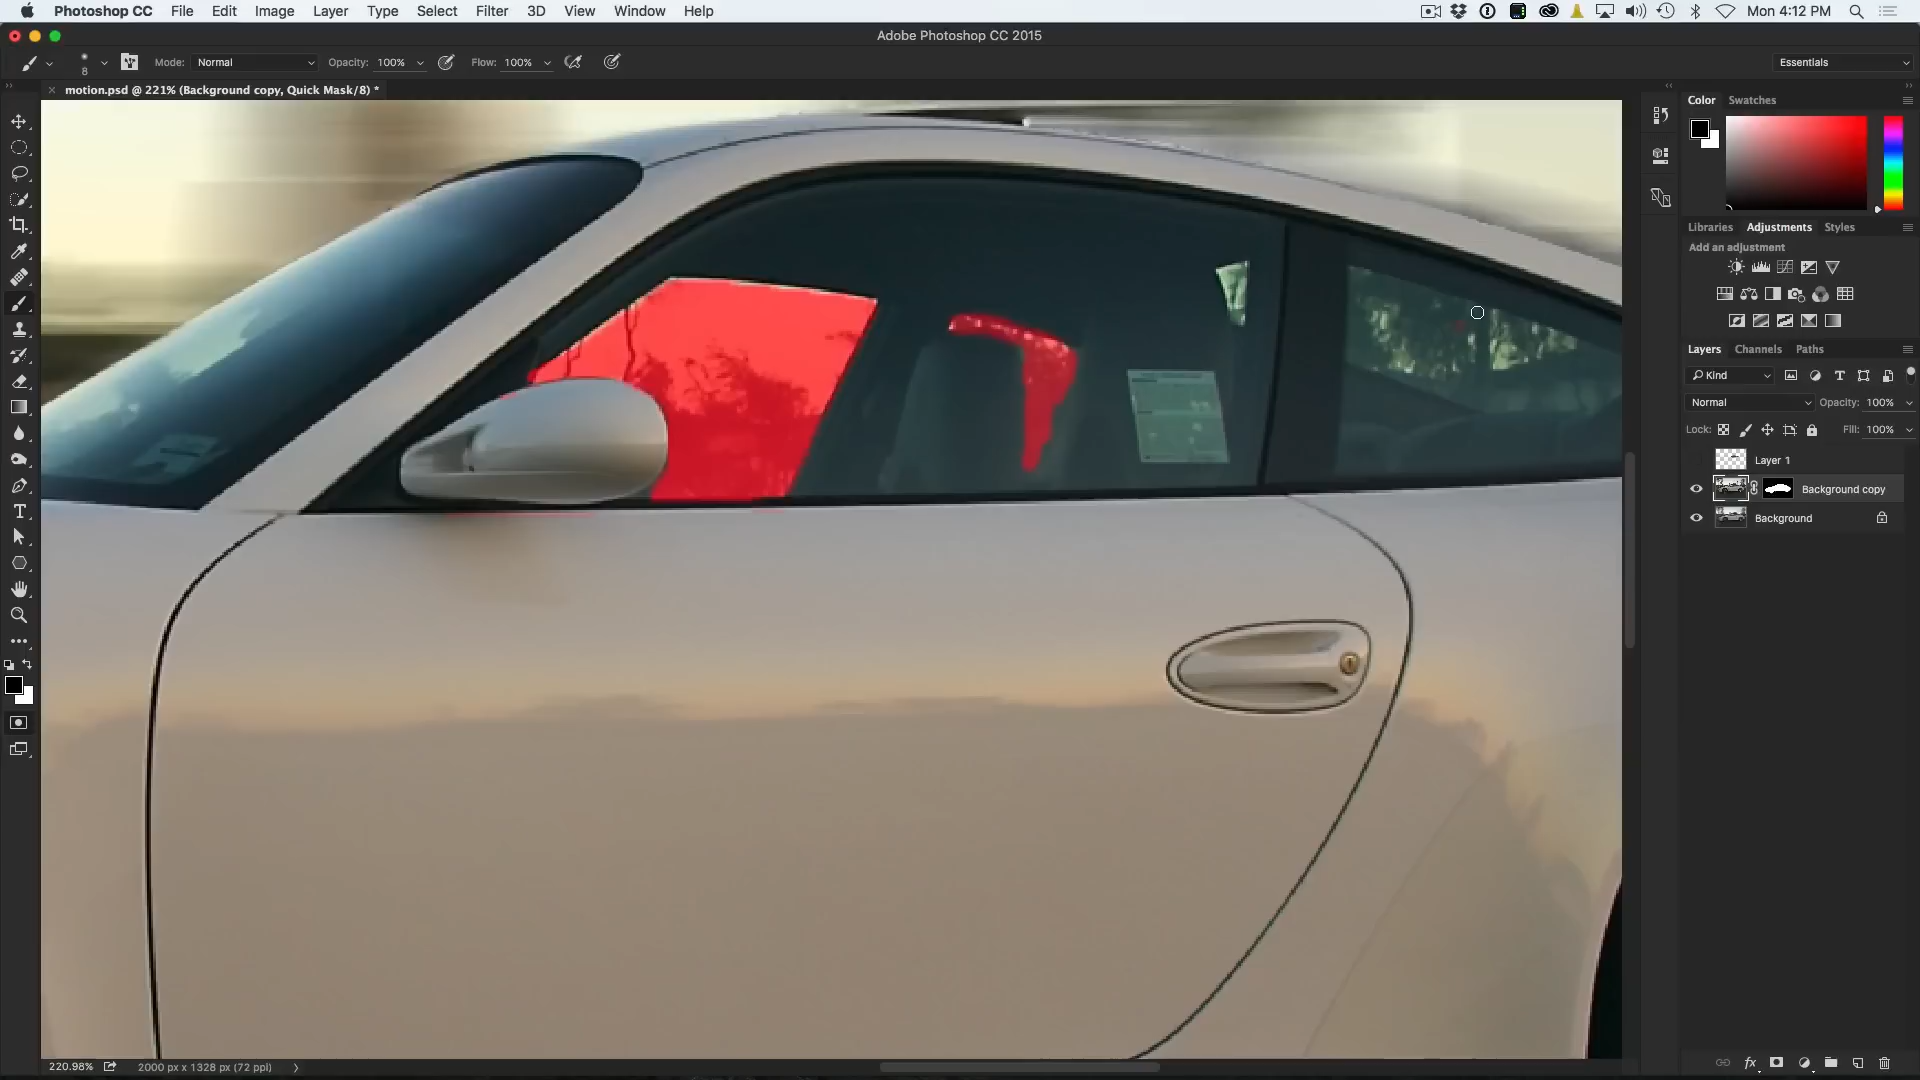 Photoshop CC File Edit Image Layer Type Select Filter 3D View Window Help Mon 4:12 PM
Adobe Photoshop CC 2015
8 Mode: Normal Opacity: 100% Flow: 100% Essentials
motion.psd @ 221% (Background copy, Quick Mask/8) *
Color Swatches
Libraries Adjustments Styles
Add an adjustment
Layers Channels Paths
Kind
Normal Opacity: 100%
Lock: Fill: 100%
Layer 1
Background copy
Background
220.98% 2000 px x 1328 px (72 ppi)